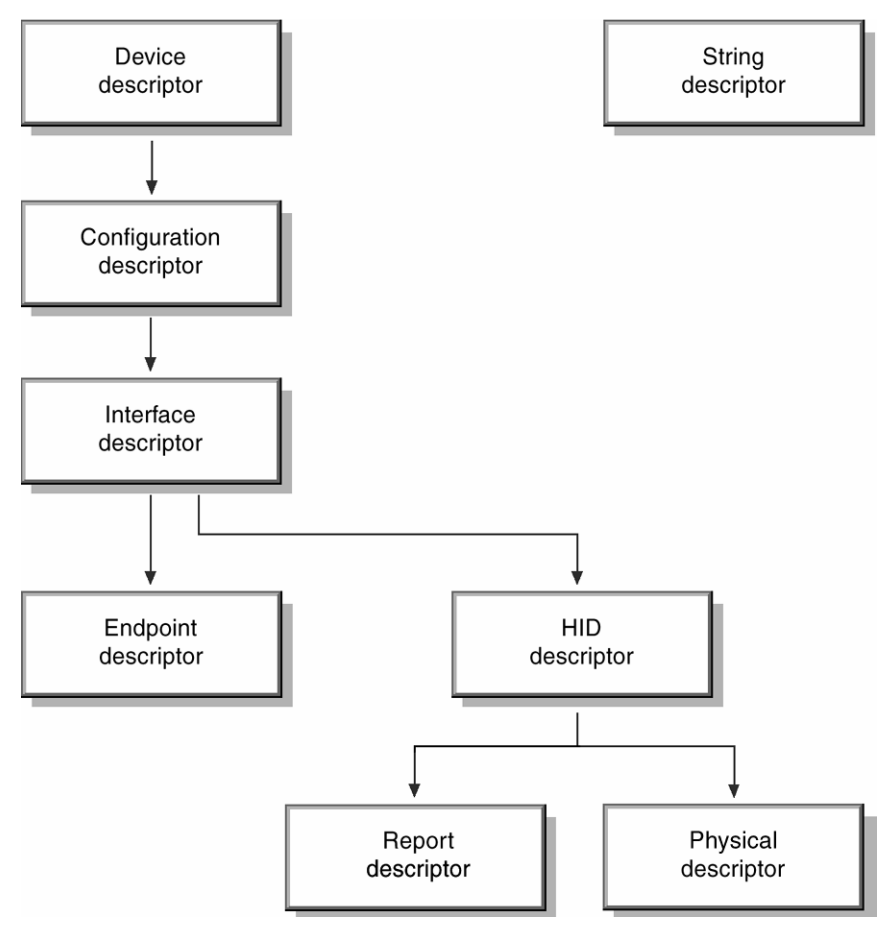 Device
descriptor
String
descriptor
Configuration
descriptor
Interface
descriptor
Endpoint
descriptor
HID
descriptor
Report
descriptor
Physical
descriptor